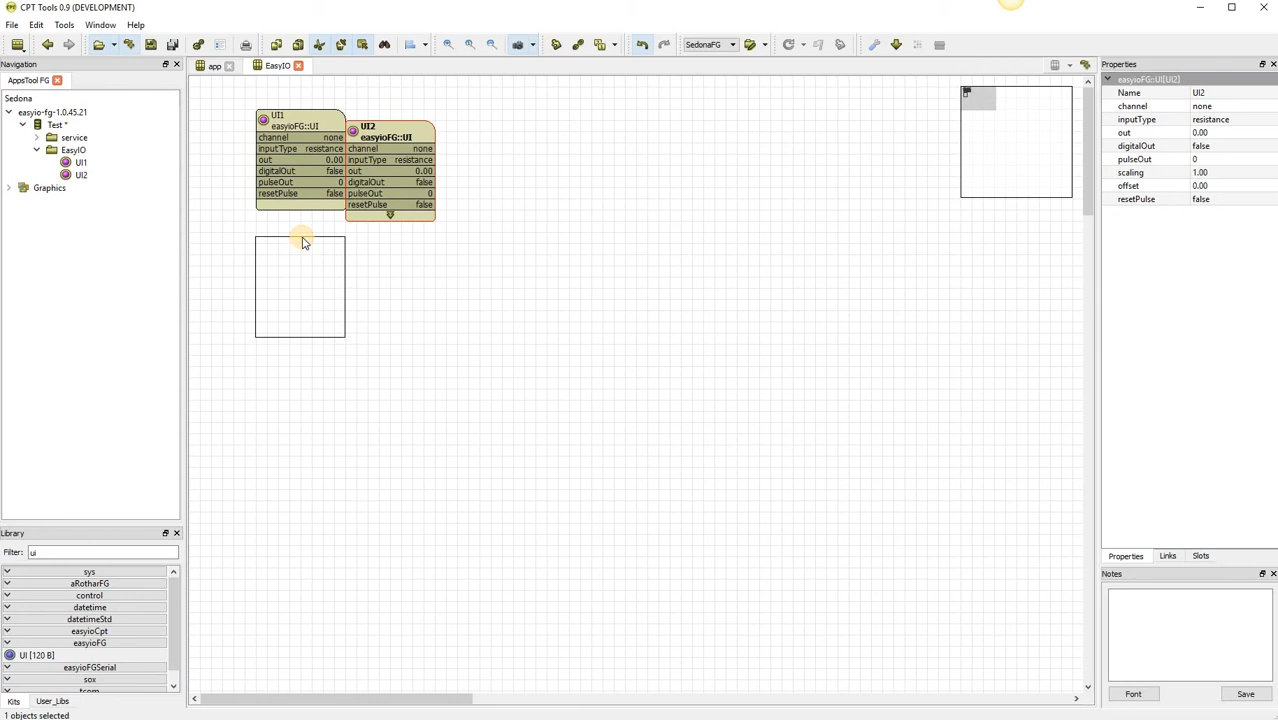 CPT Tools 0.9 (DEVELOPMENT)
File Edit Tools Window Help
SedonaFG
Navigation
AppsTool FG
Sedona
easyio-fg-1.0.45.21
Test *
service
EasyIO
UI1
UI2
Graphics
app
EasyIO
UI1
easyioFG::UI
channel none
inputType resistance
out 0.00
digitalOut false
pulseOut 0
resetPulse false
UI2
easyioFG::UI
channel none
inputType resistance
out 0.00
digitalOut false
pulseOut 0
resetPulse false
Properties
easyioFG::UI[UI2]
Name UI2
channel none
inputType resistance
out 0.00
digitalOut false
pulseOut 0
scaling 1.00
offset 0.00
resetPulse false
Properties Links Slots
Notes
Font Save
Library
Filter: ui
sys
aRotharFG
control
datetime
datetimeStd
easyioCpt
easyioFG
UI [120 B]
easyioFGSerial
sox
tcom
Kits User_Libs
1 objects selected